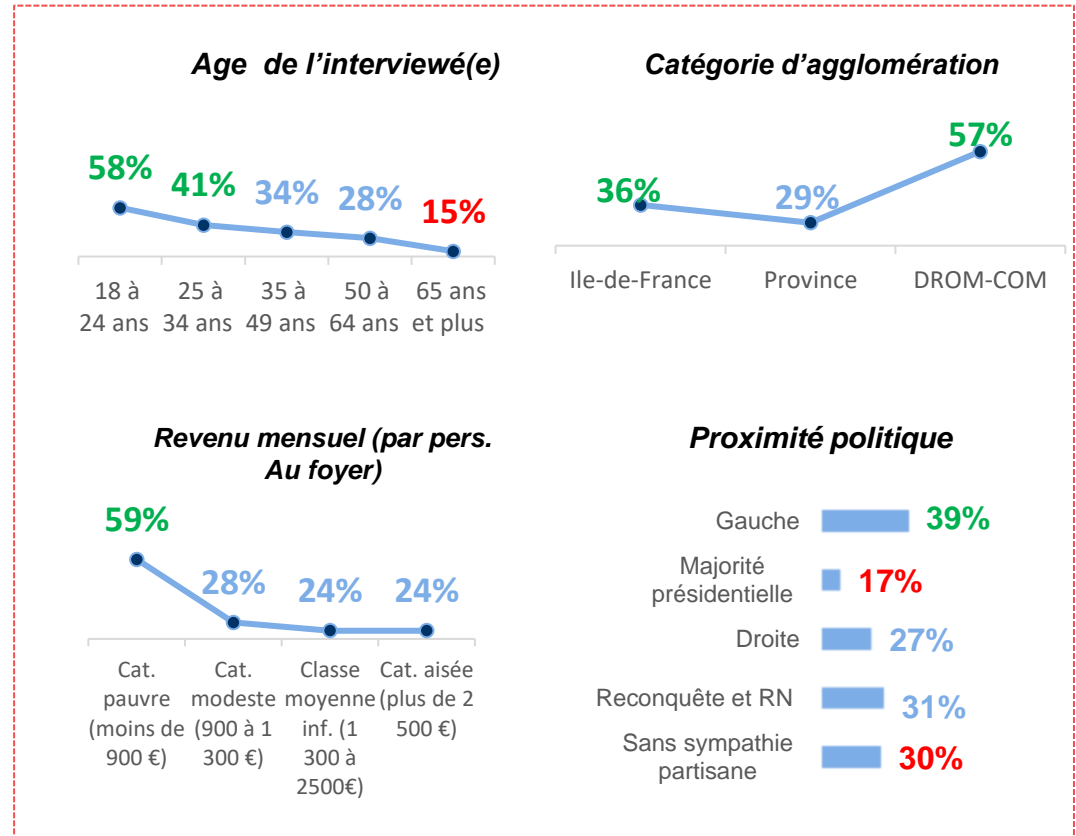 Age de l'interviewé(e)
58%
41%
34%
28%
15%
18 à
24 ans
25 à
34 ans
35 à
49 ans
50 à
64 ans
65 ans
et plus
Catégorie d'agglomération
36%
29%
57%
Ile-de-France
Province
DROM-COM
Revenu mensuel (par pers.
Au foyer)
59%
28%
24%
24%
Cat.
pauvre
(moins de
900 €)
Cat.
modeste
(900 à 1
300 €)
Classe
moyenne
inf. (1
300 à
2500€)
Cat. aisée
(plus de 2
500 €)
Proximité politique
Gauche
39%
Majorité
présidentielle
17%
Droite
27%
Reconquête et RN
31%
Sans sympathie
partisane
30%